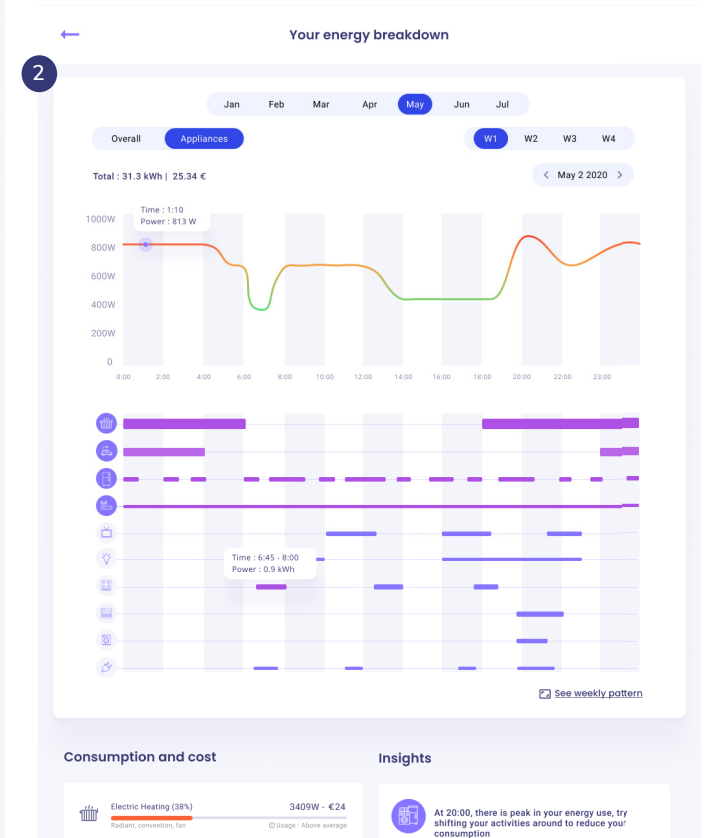 Your energy breakdown
2
Jan Feb Mar Apr May Jun Jul
Overall Appliances W1 W2 W3 W4
Total : 31.3 kWh | 25.34 € < May 2 2020 >
Time : 1:10
Power : 813 W
1000W
800W
600W
400W
200W
0
0:00 2:00 4:00 6:00 8:00 10:00 12:00 14:00 16:00 18:00 20:00 22:00 23:00
Time : 6:45 - 8:00
Power : 0.9 kWh
See weekly pattern
Consumption and cost
Electric Heating (38%) 3409W - €24
Radiant, convention, fan Usage : Above average
Insights
At 20:00, there is peak in your energy use, try
shifting your activities around to reduce your
consumption